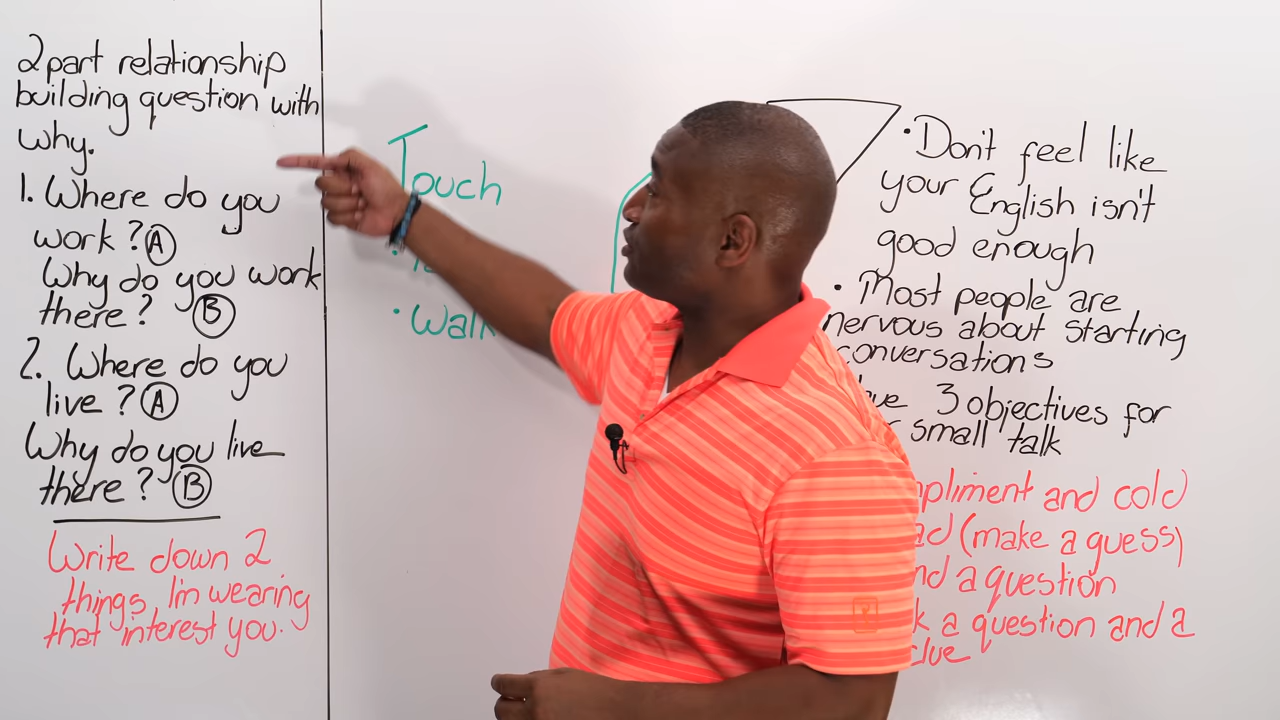 2 part relationship
building question with
why.
1. Where do you
work? A
Why do you work
there? B
2. Where do you
live? A
Why do you live
there? B
Write down 2
things, I'm wearing
that interest you.
Touch
• Walk
• Don't feel like
your English isn't
good enough
• Most people are
nervous about starting
conversations
3 objectives for
small talk
and cold
(make a guess)
a question
a question and a